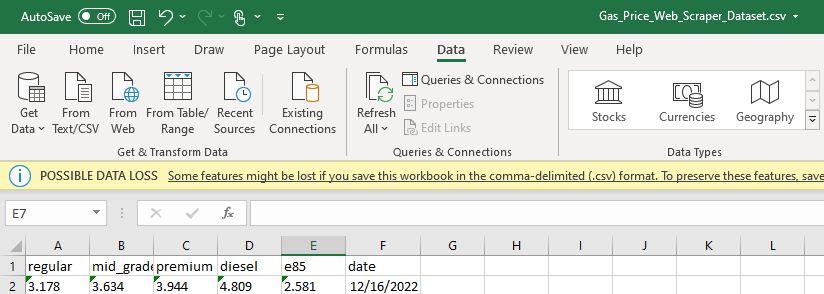 AutoSave Off Gas_Price_Web_Scraper_Dataset.csv
File Home Insert Draw Page Layout Formulas Data Review View Help
Get Data From Text/CSV From Web From Table/ Range Recent Sources Existing Connections Refresh All Queries & Connections Properties Edit Links Stocks Currencies Geography
Get & Transform Data Queries & Connections Data Types
POSSIBLE DATA LOSS Some features might be lost if you save this workbook in the comma-delimited (.csv) format. To preserve these features, save
E7 fx
A B C D E F G H I J K L
1 regular mid_grade premium diesel e85 date
2 3.178 3.634 3.944 4.809 2.581 12/16/2022